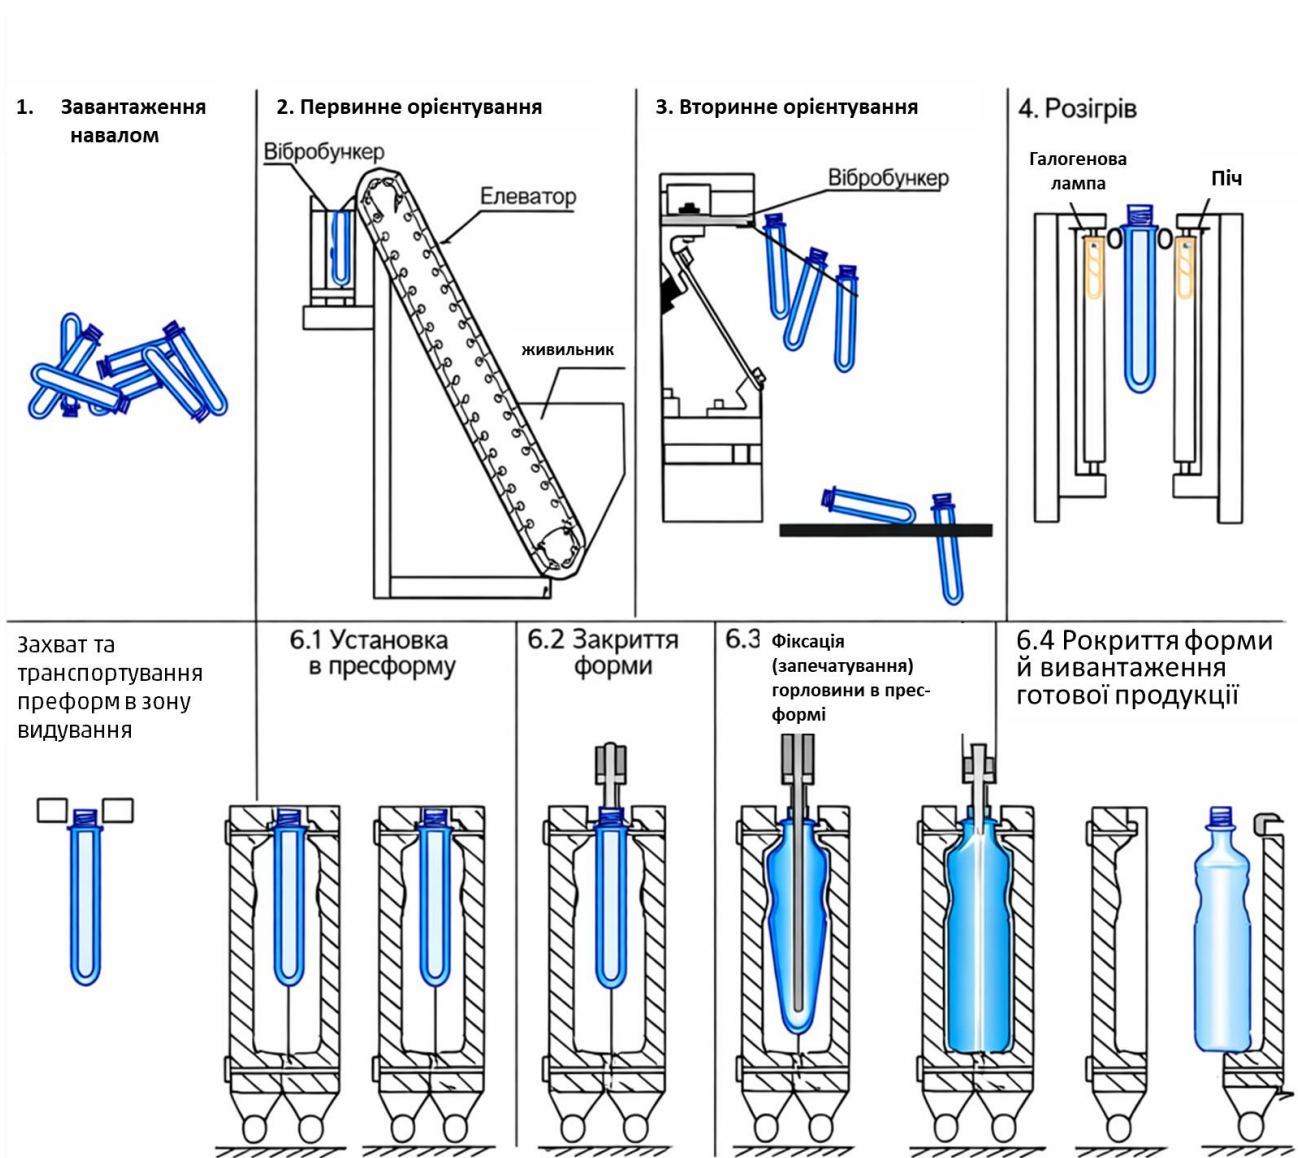 1. Завантаження
навалом
2. Первинне орієнтування
Вібробункер
Елеватор
живильник
3. Вторинне орієнтування
Вібробункер
4. Розігрів
Галогенова
лампа
Піч
Захват та
транспортування
преформ в зону
видування
6.1 Установка
в пресформу
6.2 Закриття
форми
6.3 Фіксація
(запечатування)
горловини в прес-
формі
6.4 Рокриття форми
й вивантаження
готової продукції